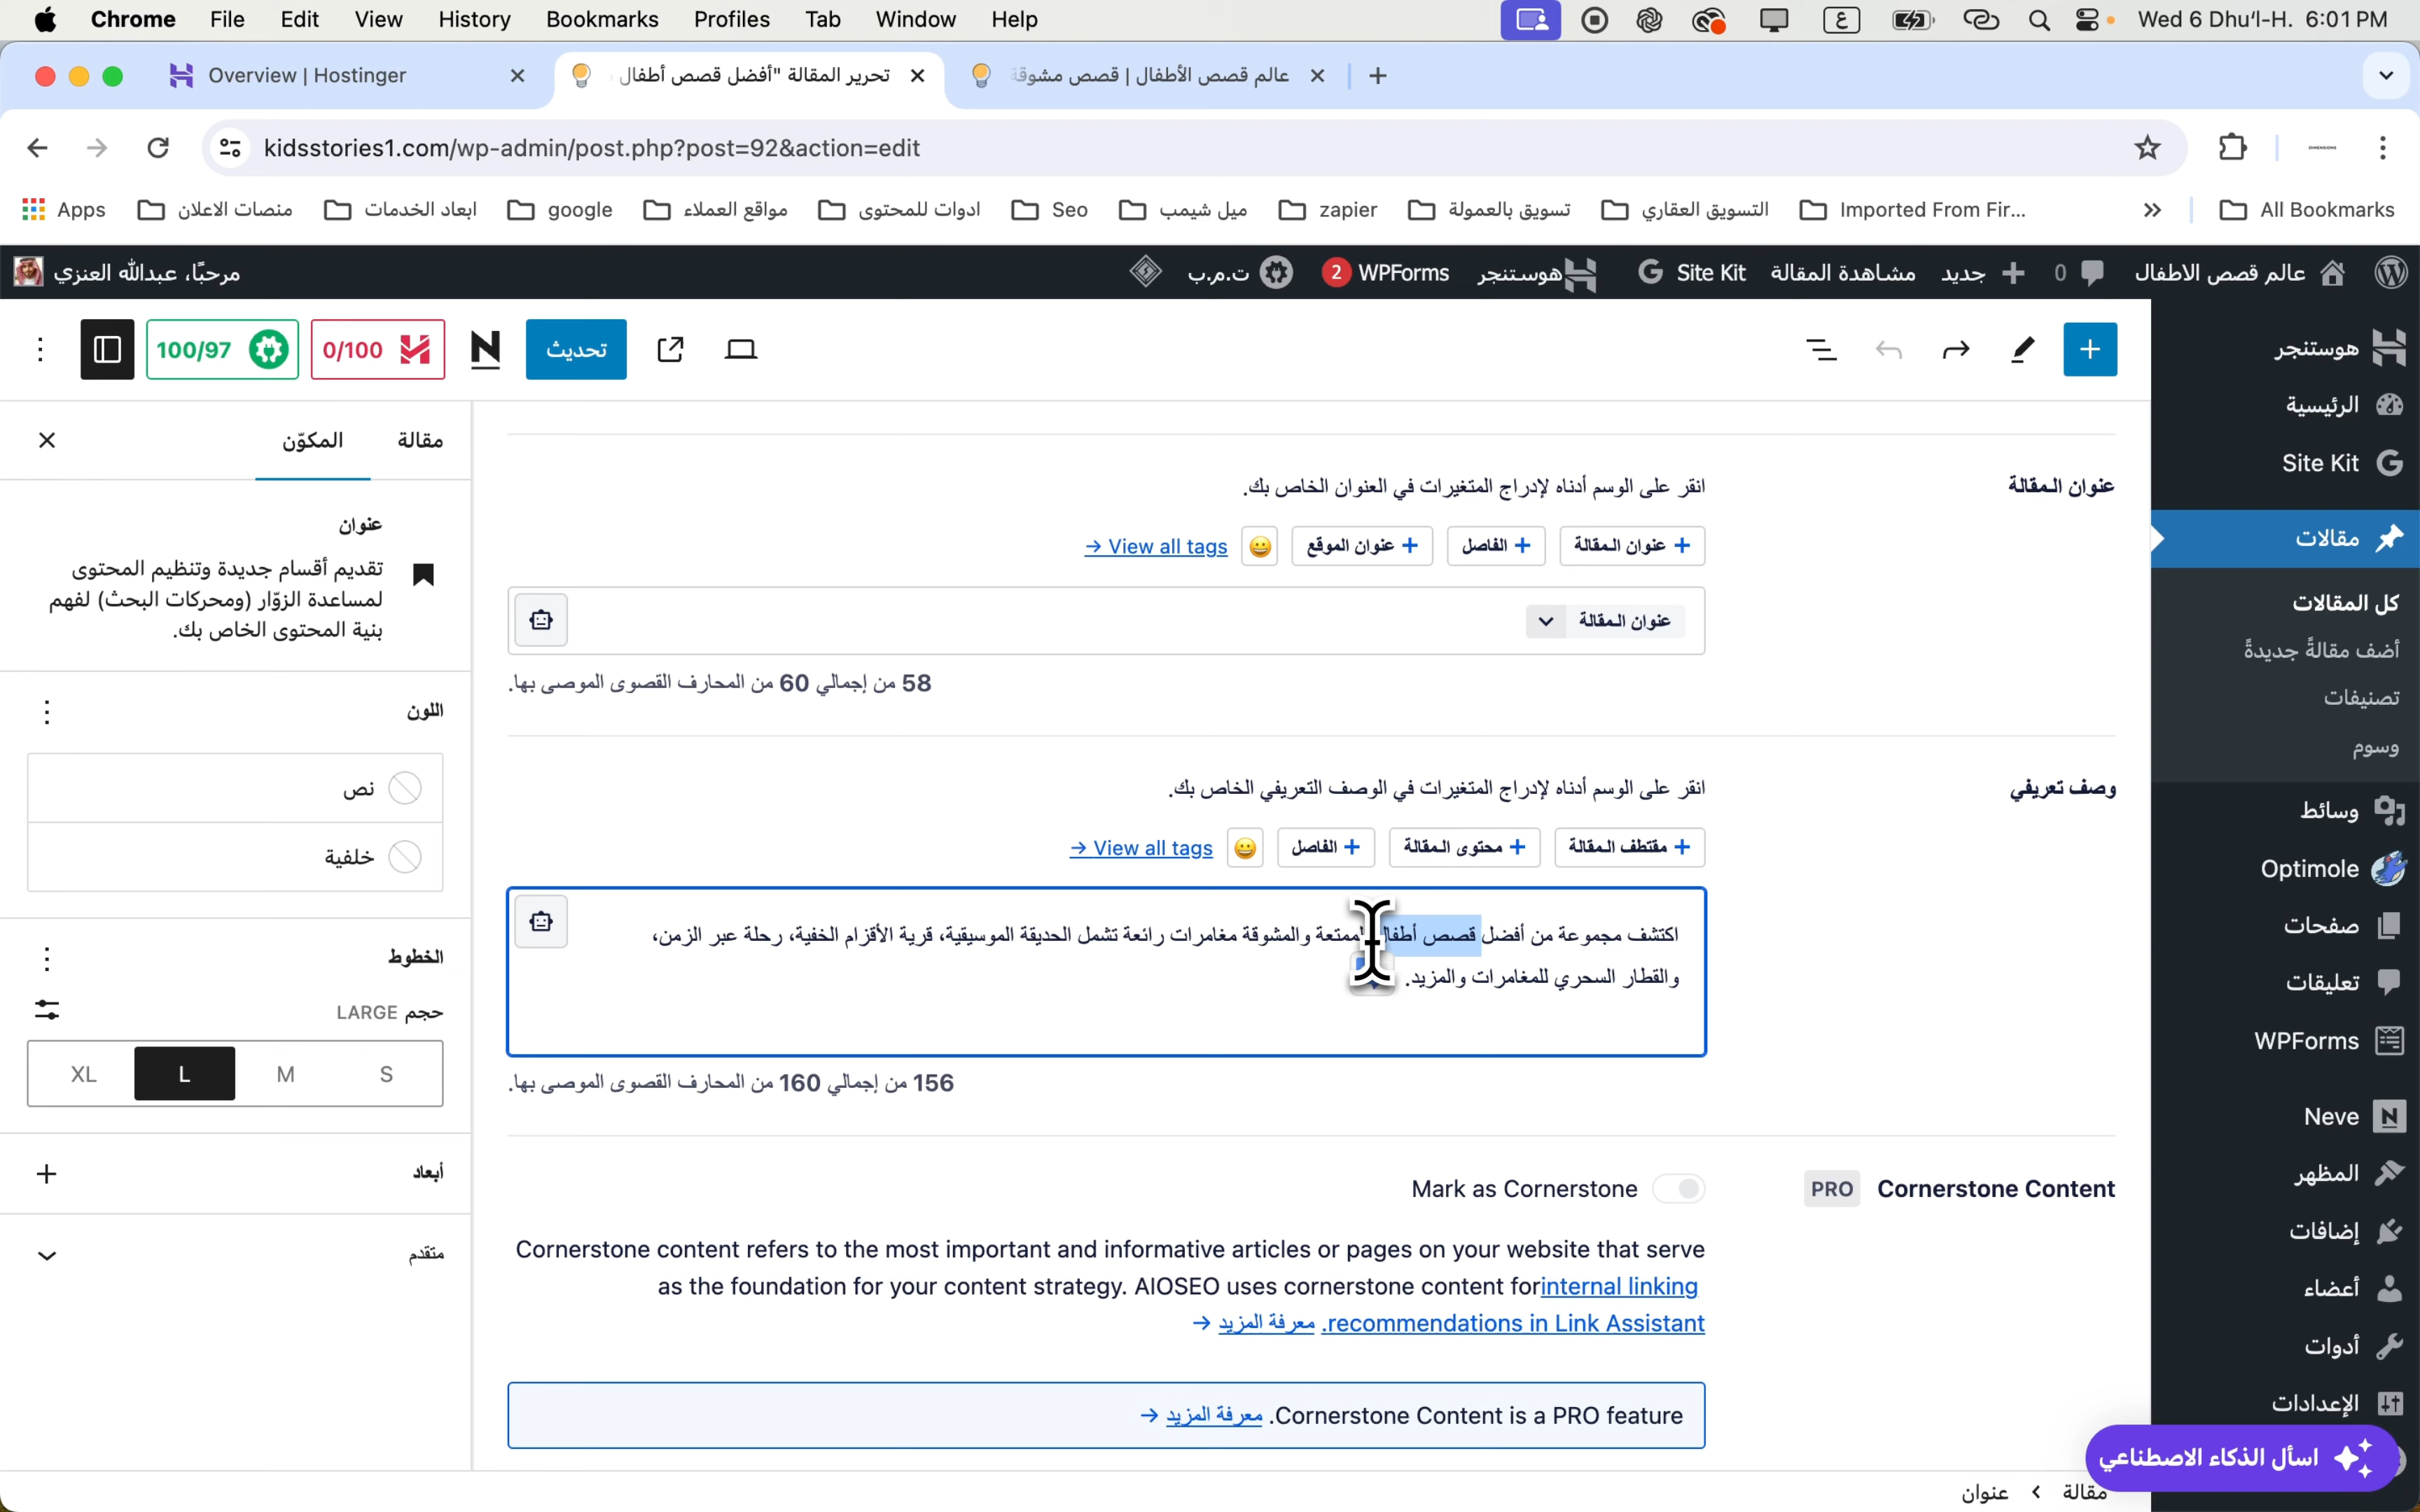 Chrome File Edit View History Bookmarks Profiles Tab Window Help
ع
Wed 6 Dhuʻl-H. 6:01 PM
Overview | Hostinger
تحرير المقالة "أفضل قصص أطفال
عالم قصص الأطفال | قصص مشوقة
kidsstories1.com/wp-admin/post.php?post=92&action=edit
DIMENSIONS
Apps
منصات الاعلان
ابعاد الخدمات
google
مواقع العملاء
ادوات للمحتوى
Seo
ميل شيمب
zapier
تسويق بالعمولة
التسويق العقاري
Imported From Fir...
All Bookmarks
عالم قصص الاطفال
0
جديد
مشاهدة المقالة
Site Kit
هوستنجر
WPForms 2
ت.م.ب
مرحبًا، عبدالله العنزي
100/97
0/100
تحديث
هوستنجر
الرئيسية
Site Kit
مقالات
كل المقالات
أضف مقالةً جديدةً
تصنيفات
وسوم
وسائط
Optimole
صفحات
تعليقات
WPForms
Neve
المظهر
إضافات
أعضاء
أدوات
الإعدادات
اسأل الذكاء الاصطناعي
عنوان المقالة
انقر على الوسم أدناه لإدراج المتغيرات في العنوان الخاص بك.
+ عنوان المقالة
+ الفاصل
+ عنوان الموقع
View all tags →
عنوان المقالة
58 من إجمالي 60 من المحارف القصوى الموصى بها.
وصف تعريفي
انقر على الوسم أدناه لإدراج المتغيرات في الوصف التعريفي الخاص بك.
+ مقتطف المقالة
+ محتوى المقالة
+ الفاصل
View all tags →
اكتشف مجموعة من أفضل قصص أطفال الممتعة والمشوقة مغامرات رائعة تشمل الحديقة الموسيقية، قرية الأقزام الخفية، رحلة عبر الزمن،
والقطار السحري للمغامرات والمزيد.
156 من إجمالي 160 من المحارف القصوى الموصى بها.
Cornerstone Content PRO
Mark as Cornerstone
Cornerstone content refers to the most important and informative articles or pages on your website that serve
as the foundation for your content strategy. AIOSEO uses cornerstone content for internal linking
recommendations in Link Assistant. معرفة المزيد →
Cornerstone Content is a PRO feature. معرفة المزيد →
مقالة
المكوّن
عنوان
تقديم أقسام جديدة وتنظيم المحتوى
لمساعدة الزوّار (ومحركات البحث) لفهم
بنية المحتوى الخاص بك.
اللون
نص
خلفية
الخطوط
حجم LARGE
S
M
L
XL
أبعاد
متقدم
مقالة › عنوان